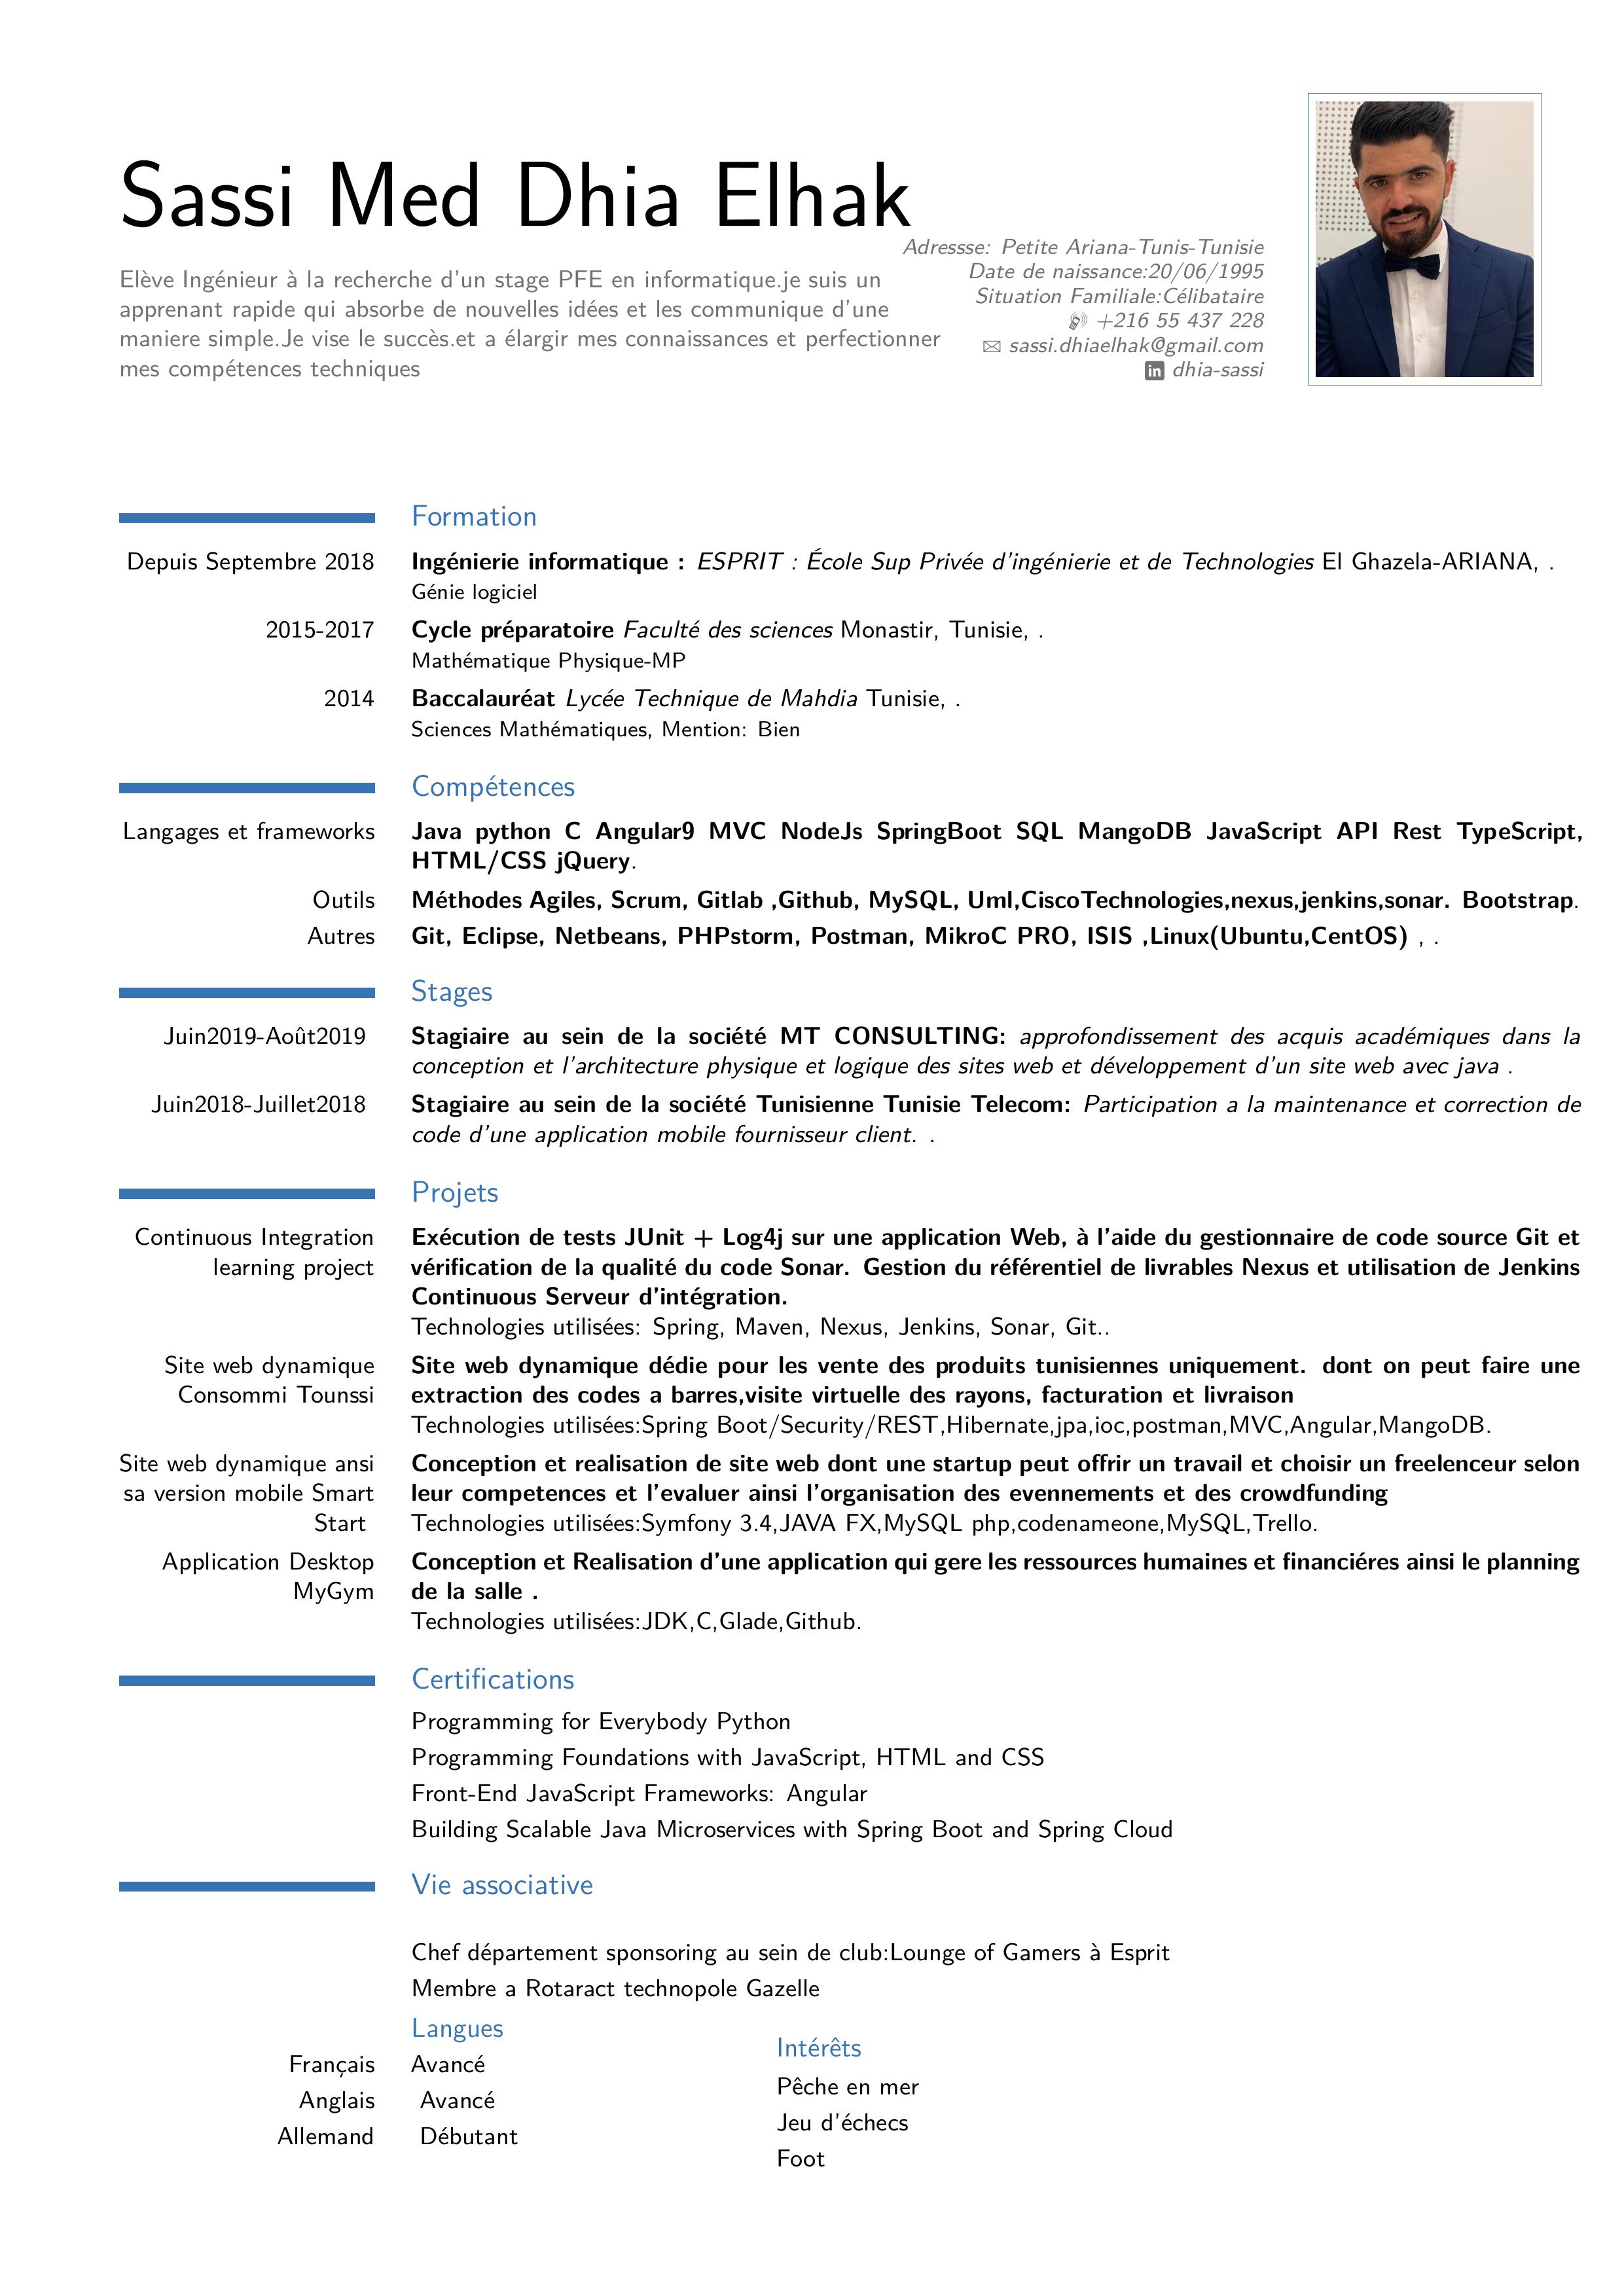 Sassi Med Dhia Elhak
Elève Ingénieur à la recherche d'un stage PFE en informatique.je suis un
apprenant rapide qui absorbe de nouvelles idées et les communique d'une
maniere simple.Je vise le succès.et a élargir mes connaissances et perfectionner
mes compétences techniques
Adressse: Petite Ariana-Tunis-Tunisie
Date de naissance:20/06/1995
Situation Familiale:Célibataire
+216 55 437 228
sassi.dhiaelhak@gmail.com
in dhia-sassi
Formation
Depuis Septembre 2018 Ingénierie informatique : ESPRIT : École Sup Privée d'ingénierie et de Technologies El Ghazela-ARIANA, .
Génie logiciel
2015-2017 Cycle préparatoire Faculté des sciences Monastir, Tunisie, .
Mathématique Physique-MP
2014 Baccalauréat Lycée Technique de Mahdia Tunisie, .
Sciences Mathématiques, Mention: Bien
Compétences
Langages et frameworks Java python C Angular9 MVC NodeJs SpringBoot SQL MangoDB JavaScript API Rest TypeScript,
HTML/CSS jQuery.
Outils Méthodes Agiles, Scrum, Gitlab ,Github, MySQL, Uml,CiscoTechnologies,nexus,jenkins,sonar. Bootstrap.
Autres Git, Eclipse, Netbeans, PHPstorm, Postman, MikroC PRO, ISIS ,Linux(Ubuntu,CentOS) , .
Stages
Juin2019-Août2019 Stagiaire au sein de la société MT CONSULTING: approfondissement des acquis académiques dans la
conception et l'architecture physique et logique des sites web et développement d'un site web avec java .
Juin2018-Juillet2018 Stagiaire au sein de la société Tunisienne Tunisie Telecom: Participation a la maintenance et correction de
code d'une application mobile fournisseur client. .
Projets
Continuous Integration Exécution de tests JUnit + Log4j sur une application Web, à l'aide du gestionnaire de code source Git et
learning project vérification de la qualité du code Sonar. Gestion du référentiel de livrables Nexus et utilisation de Jenkins
Continuous Serveur d'intégration.
Technologies utilisées: Spring, Maven, Nexus, Jenkins, Sonar, Git..
Site web dynamique Site web dynamique dédie pour les vente des produits tunisiennes uniquement. dont on peut faire une
Consommi Tounssi extraction des codes a barres,visite virtuelle des rayons, facturation et livraison
Technologies utilisées:Spring Boot/Security/REST,Hibernate,jpa,ioc,postman,MVC,Angular,MangoDB.
Site web dynamique ansi Conception et realisation de site web dont une startup peut offrir un travail et choisir un freelenceur selon
sa version mobile Smart leur competences et l'evaluer ainsi l'organisation des evennements et des crowdfunding
Start Technologies utilisées:Symfony 3.4,JAVA FX,MySQL php,codenameone,MySQL,Trello.
Application Desktop Conception et Realisation d'une application qui gere les ressources humaines et financiéres ainsi le planning
MyGym de la salle .
Technologies utilisées:JDK,C,Glade,Github.
Certifications
Programming for Everybody Python
Programming Foundations with JavaScript, HTML and CSS
Front-End JavaScript Frameworks: Angular
Building Scalable Java Microservices with Spring Boot and Spring Cloud
Vie associative
Chef département sponsoring au sein de club:Lounge of Gamers à Esprit
Membre a Rotaract technopole Gazelle
Langues
Français Avancé
Anglais Avancé
Allemand Débutant
Intérêts
Pêche en mer
Jeu d'échecs
Foot